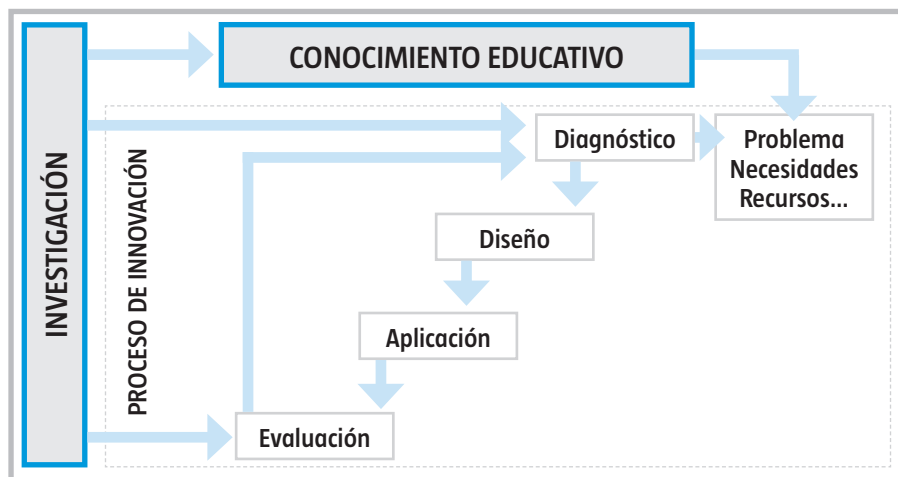 CONOCIMIENTO EDUCATIVO
INVESTIGACIÓN
PROCESO DE INNOVACIÓN
Diagnóstico
Problema
Necesidades
Recursos...
Diseño
Aplicación
Evaluación